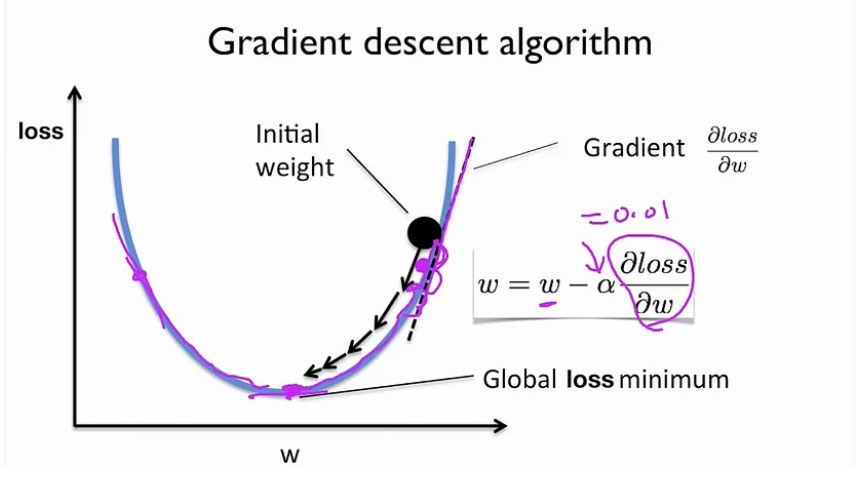 Gradient descent algorithm
loss
Initial
weight
Gradient ∂loss/∂w
=0.01
w = w − α ∂loss/∂w
Global loss minimum
w